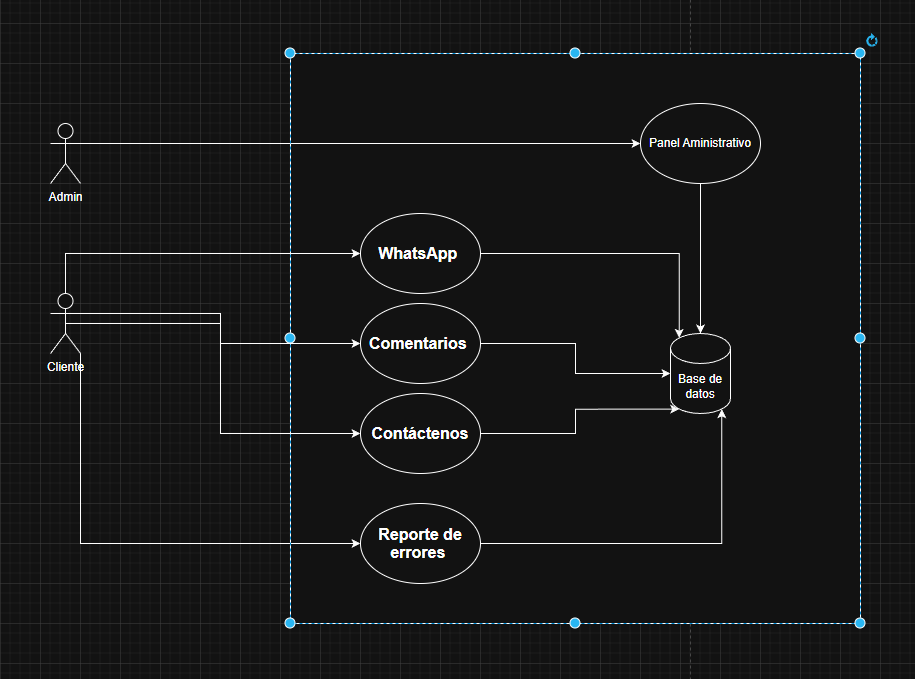 Panel Aministrativo
Admin
WhatsApp
Comentarios
Cliente
Base de
datos
Contáctenos
Reporte de
errores